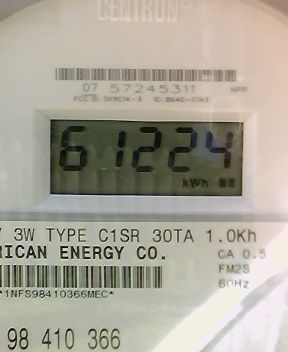 CENTRON®
07 57245311 HPP
61224
kWh
3W TYPE C1SR 30TA 1.0Kh
RICAN ENERGY CO. CA 0.5
FM2S
60Hz
*1NFS98410366MEC*
98 410 366